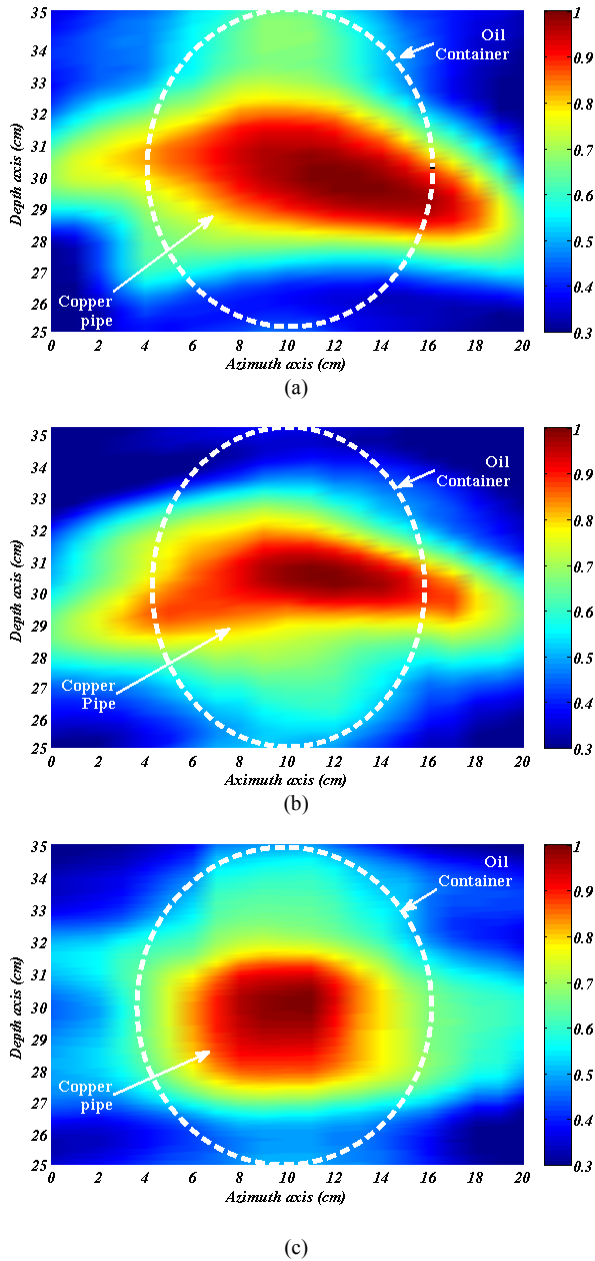 35
34
33
32
31
30
29
28
27
26
25
Depth axis (cm)
Oil
Container
Copper
pipe
0 2 4 6 8 10 12 14 16 18 20
Azimuth axis (cm)
1
0.9
0.8
0.7
0.6
0.5
0.4
0.3
(a)
35
34
33
32
31
30
29
28
27
26
25
Depth axis (cm)
Oil
Container
Copper
Pipe
0 2 4 6 8 10 12 14 16 18 20
Aximuth axis (cm)
1
0.9
0.8
0.7
0.6
0.5
0.4
0.3
(b)
35
34
33
32
31
30
29
28
27
26
25
Depth axis (cm)
Oil
Container
Copper
pipe
0 2 4 6 8 10 12 14 16 18 20
Azimuth axis (cm)
1
0.9
0.8
0.7
0.6
0.5
0.4
0.3
(c)